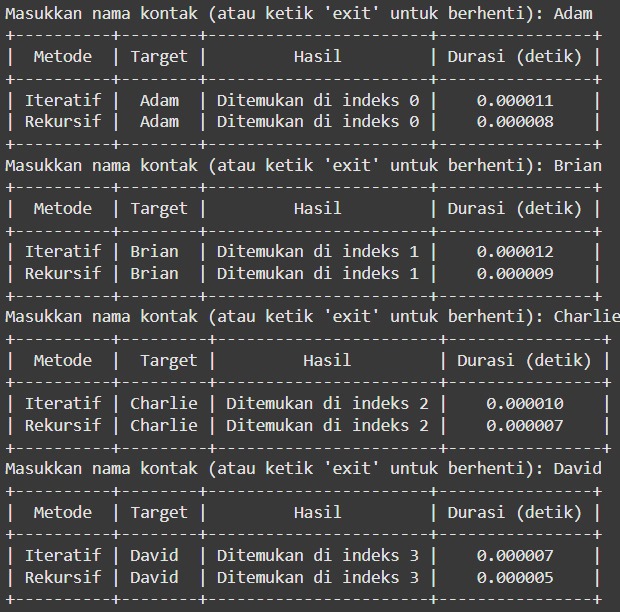 Masukkan nama kontak (atau ketik 'exit' untuk berhenti): Adam
+----------+--------+-----------------------+----------------+
|  Metode  | Target |         Hasil         | Durasi (detik) |
+----------+--------+-----------------------+----------------+
| Iteratif |  Adam  | Ditemukan di indeks 0 |    0.000011    |
| Rekursif |  Adam  | Ditemukan di indeks 0 |    0.000008    |
+----------+--------+-----------------------+----------------+
Masukkan nama kontak (atau ketik 'exit' untuk berhenti): Brian
+----------+--------+-----------------------+----------------+
|  Metode  | Target |         Hasil         | Durasi (detik) |
+----------+--------+-----------------------+----------------+
| Iteratif | Brian  | Ditemukan di indeks 1 |    0.000012    |
| Rekursif | Brian  | Ditemukan di indeks 1 |    0.000009    |
+----------+--------+-----------------------+----------------+
Masukkan nama kontak (atau ketik 'exit' untuk berhenti): Charlie
+----------+---------+-----------------------+----------------+
|  Metode  |  Target |         Hasil         | Durasi (detik) |
+----------+---------+-----------------------+----------------+
| Iteratif | Charlie | Ditemukan di indeks 2 |    0.000010    |
| Rekursif | Charlie | Ditemukan di indeks 2 |    0.000007    |
+----------+---------+-----------------------+----------------+
Masukkan nama kontak (atau ketik 'exit' untuk berhenti): David
+----------+--------+-----------------------+----------------+
|  Metode  | Target |         Hasil         | Durasi (detik) |
+----------+--------+-----------------------+----------------+
| Iteratif | David  | Ditemukan di indeks 3 |    0.000007    |
| Rekursif | David  | Ditemukan di indeks 3 |    0.000005    |
+----------+--------+-----------------------+----------------+